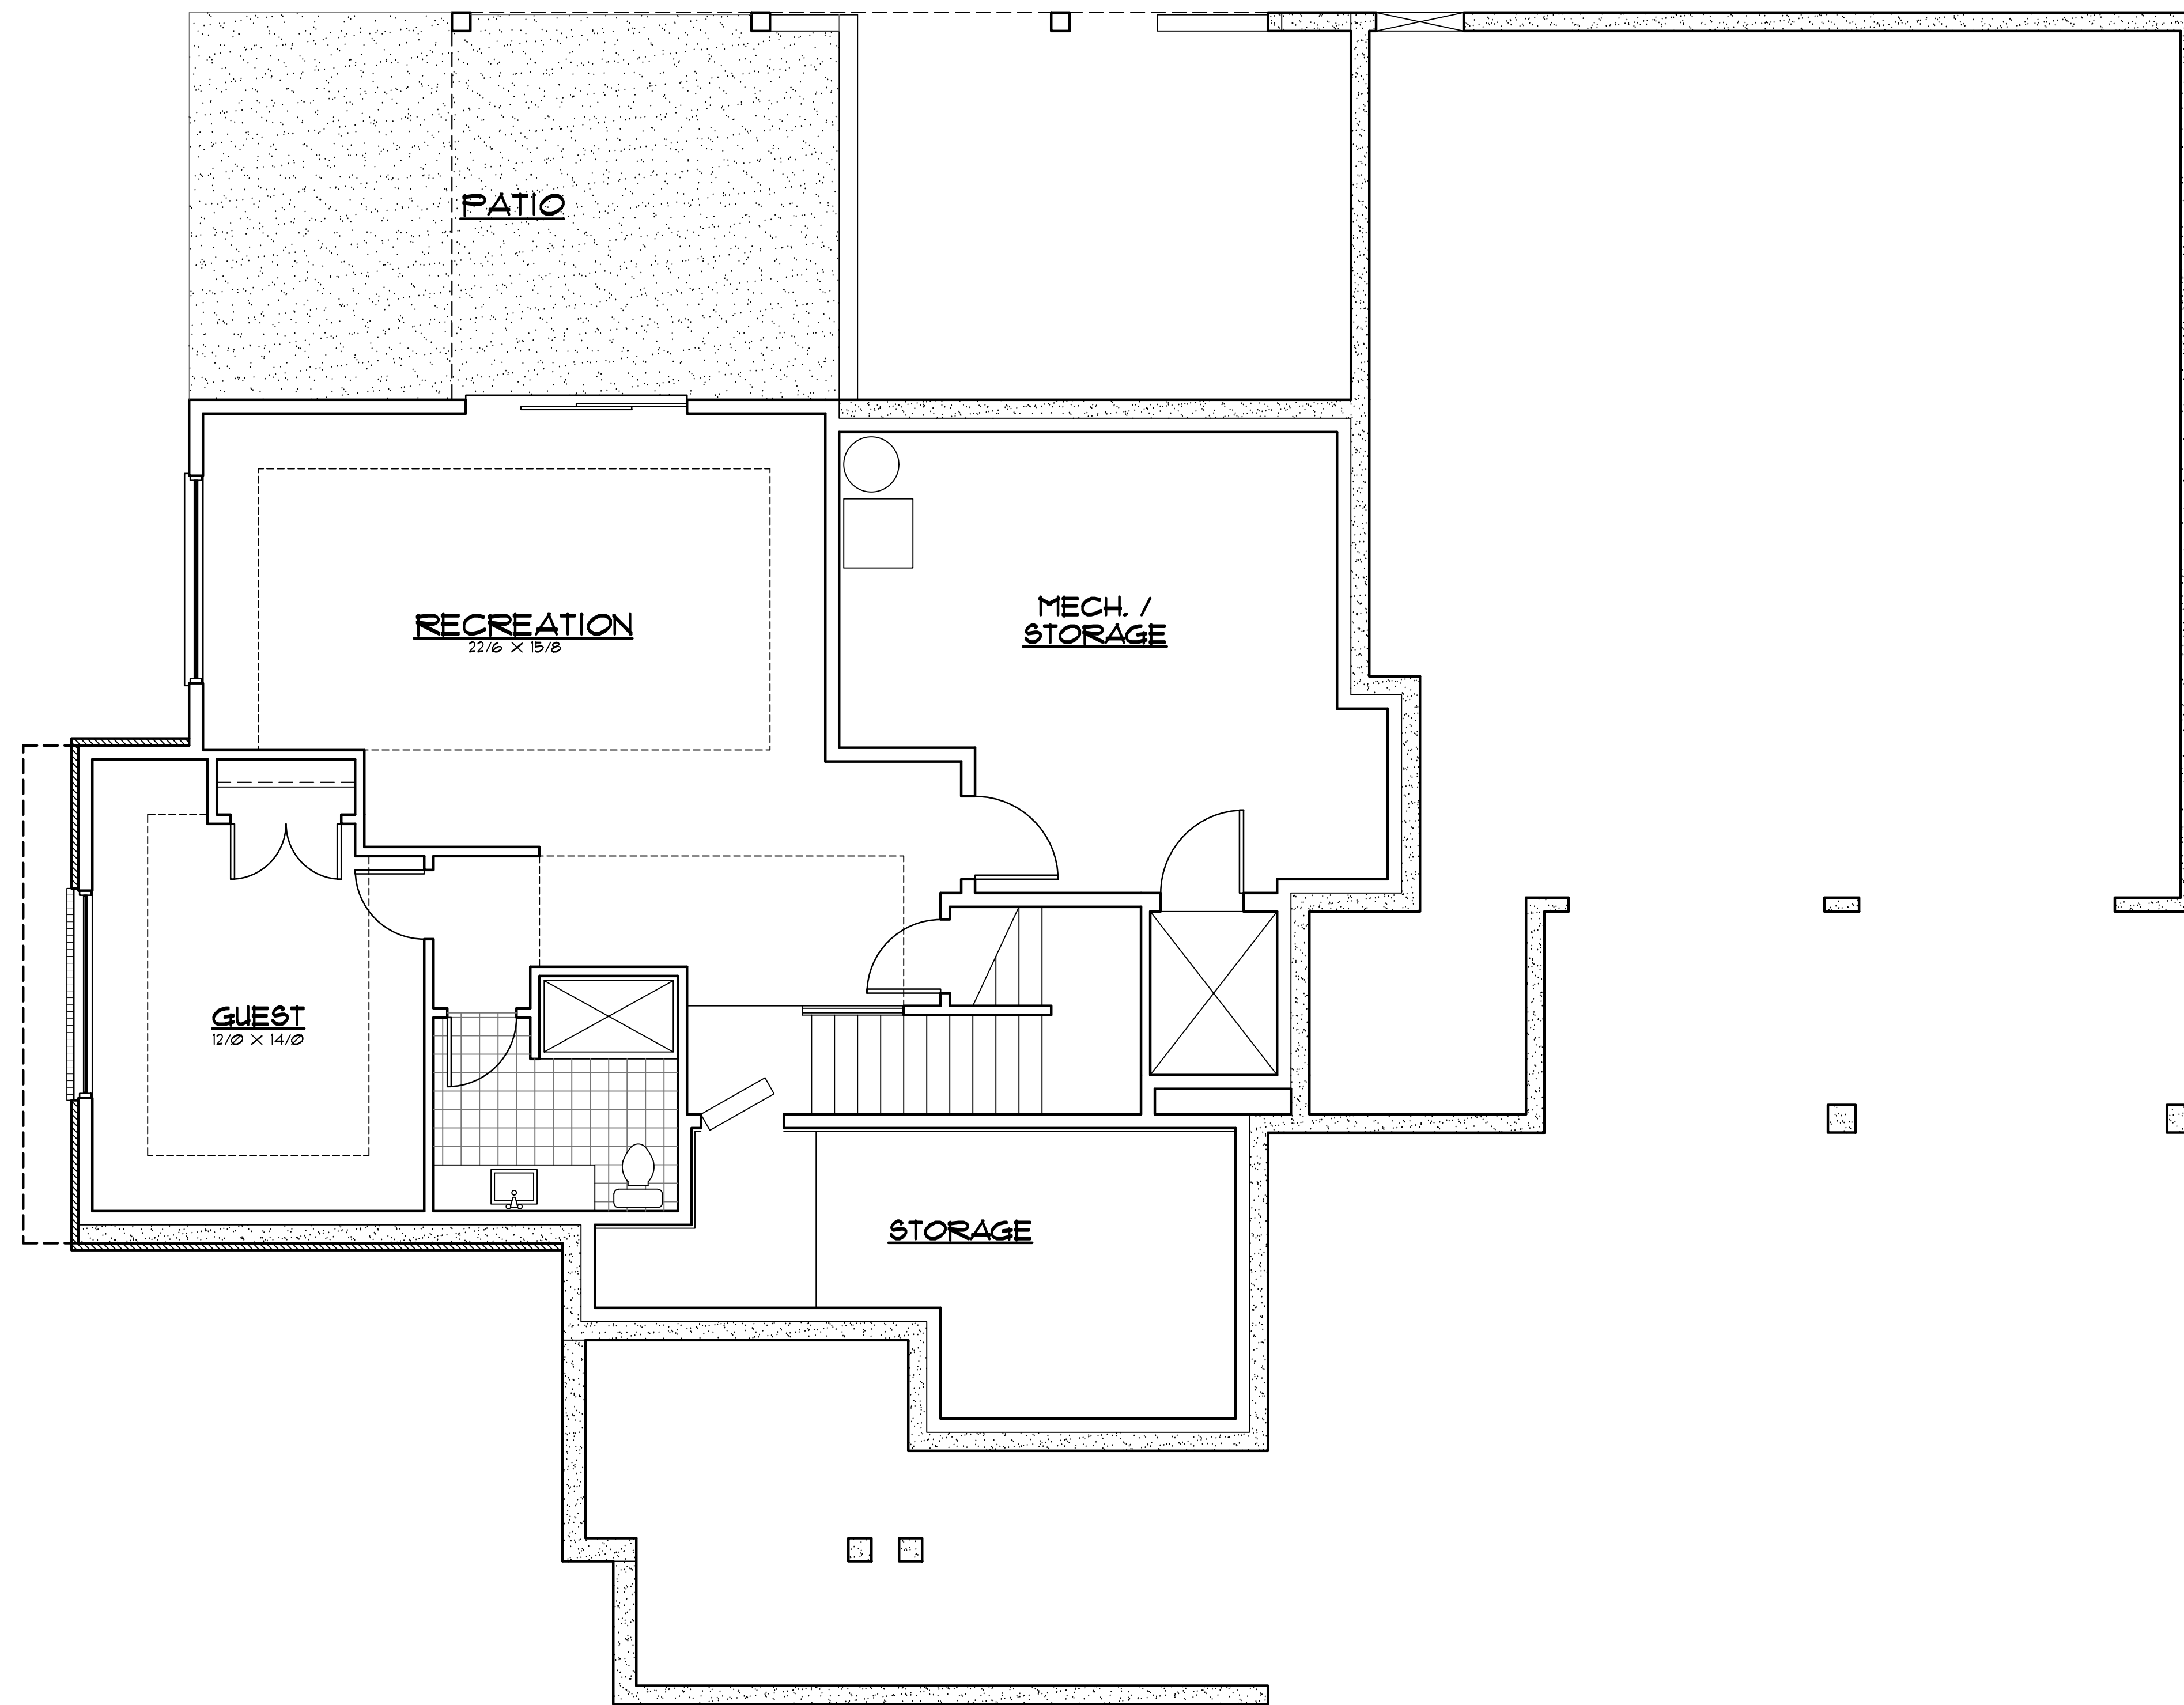 PATIO
RECREATION
22/6 X 15/8
MECH. /
STORAGE
GUEST
12/0 X 14/0
STORAGE